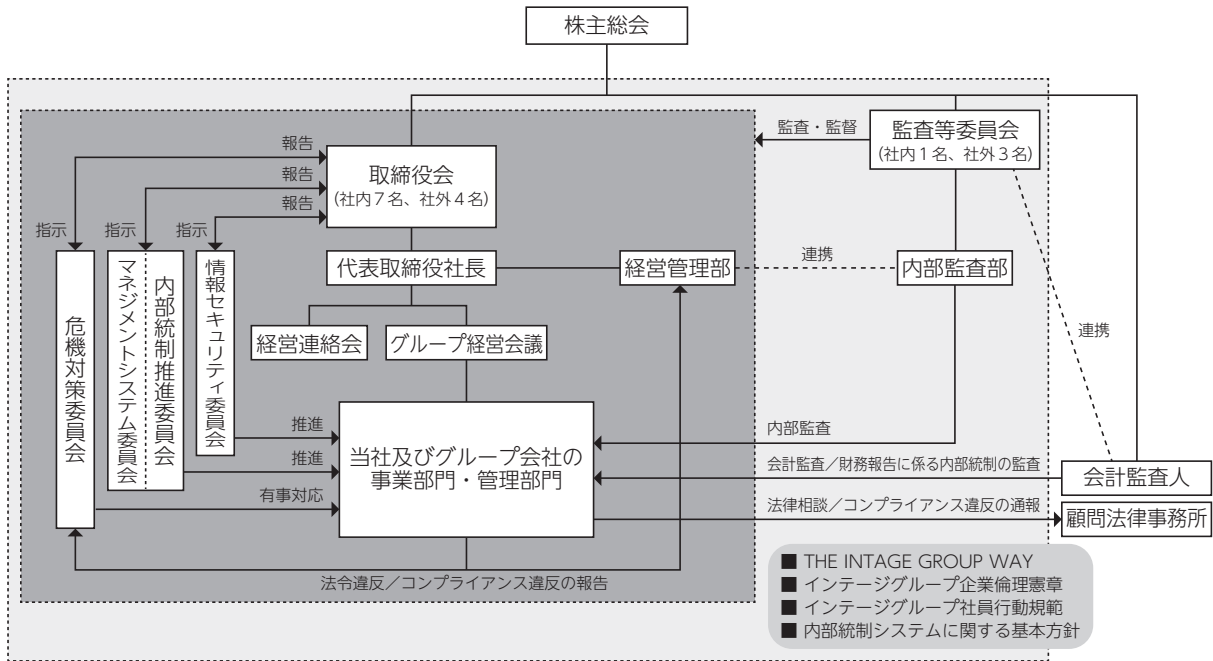 株主総会
監査・監督
監査等委員会
(社内1名、社外3名)
報告
報告
報告
取締役会
(社内7名、社外4名)
指示
指示
指示
代表取締役社長
経営管理部
連携
内部監査部
危機対策委員会
マネジメントシステム委員会
内部統制推進委員会
情報セキュリティ委員会
経営連絡会
グループ経営会議
連携
推進
推進
有事対応
当社及びグループ会社の
事業部門・管理部門
内部監査
会計監査/財務報告に係る内部統制の監査
会計監査人
法律相談/コンプライアンス違反の通報
顧問法律事務所
法令違反/コンプライアンス違反の報告
■ THE INTAGE GROUP WAY
■ インテージグループ企業倫理憲章
■ インテージグループ社員行動規範
■ 内部統制システムに関する基本方針